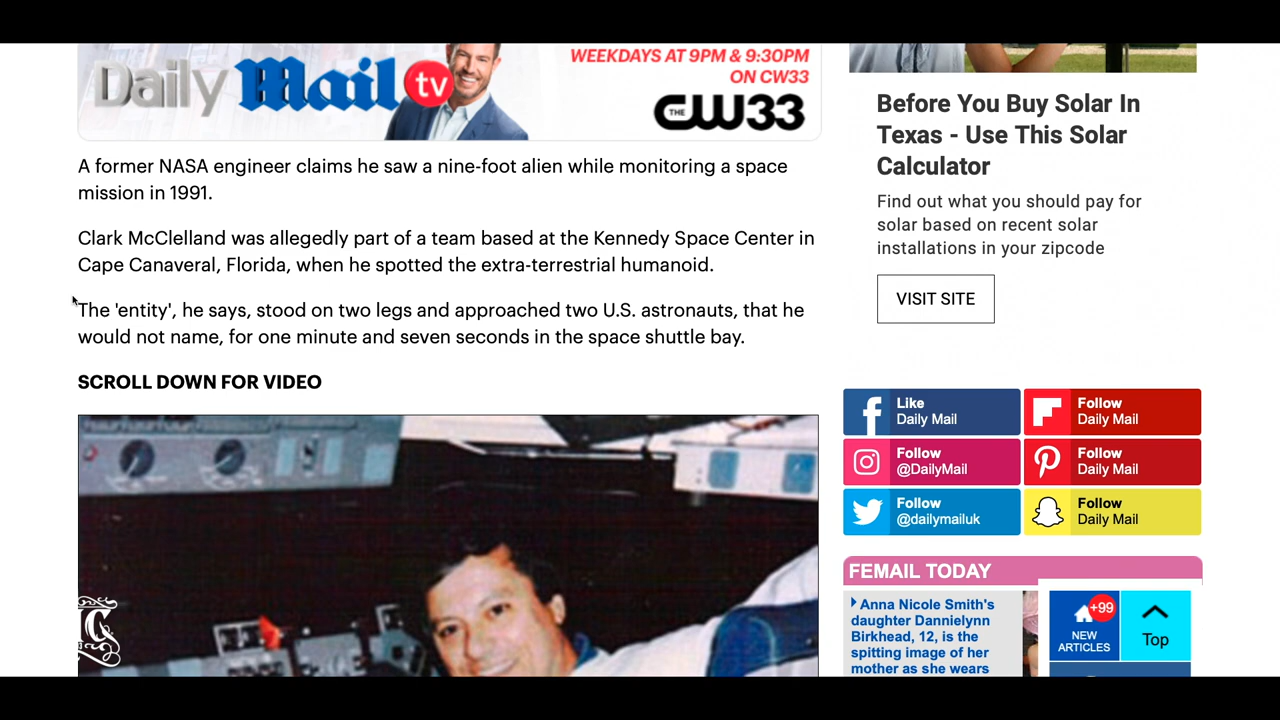 Daily Mail tv
WEEKDAYS AT 9PM & 9:30PM
ON CW33
THE CW33
A former NASA engineer claims he saw a nine-foot alien while monitoring a space
mission in 1991.
Clark McClelland was allegedly part of a team based at the Kennedy Space Center in
Cape Canaveral, Florida, when he spotted the extra-terrestrial humanoid.
The 'entity', he says, stood on two legs and approached two U.S. astronauts, that he
would not name, for one minute and seven seconds in the space shuttle bay.
SCROLL DOWN FOR VIDEO
Before You Buy Solar In
Texas - Use This Solar
Calculator
Find out what you should pay for
solar based on recent solar
installations in your zipcode
VISIT SITE
Like
Daily Mail
Follow
Daily Mail
Follow
@DailyMail
Follow
Daily Mail
Follow
@dailymailuk
Follow
Daily Mail
FEMAIL TODAY
Anna Nicole Smith's
daughter Dannielynn
Birkhead, 12, is the
spitting image of her
mother as she wears
+99
NEW
ARTICLES
Top